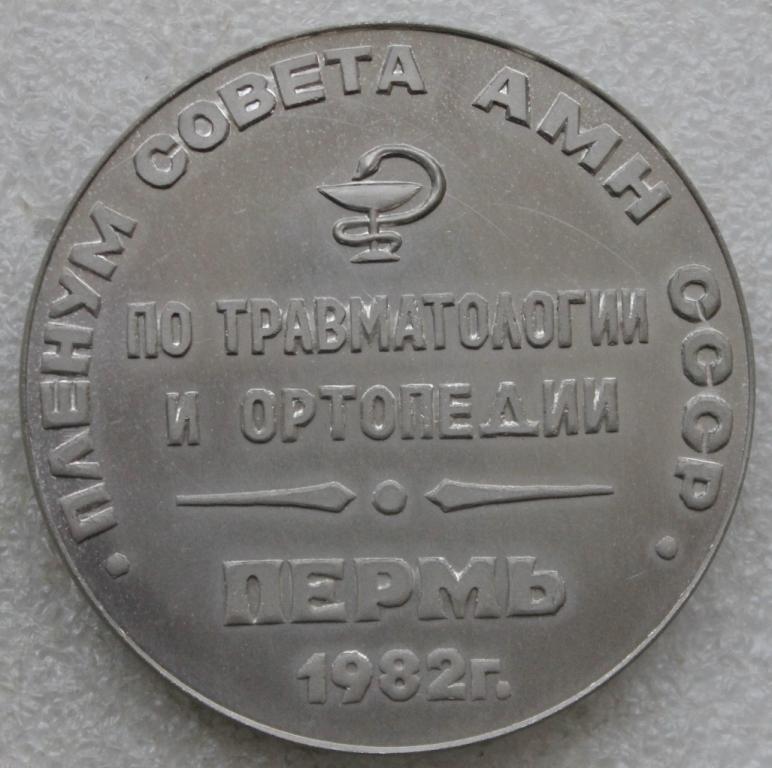 ПЛЕНУМ СОВЕТА АМН СССР
ПО ТРАВМАТОЛОГИИ
И ОРТОПЕДИИ
ПЕРМЬ
1982г.